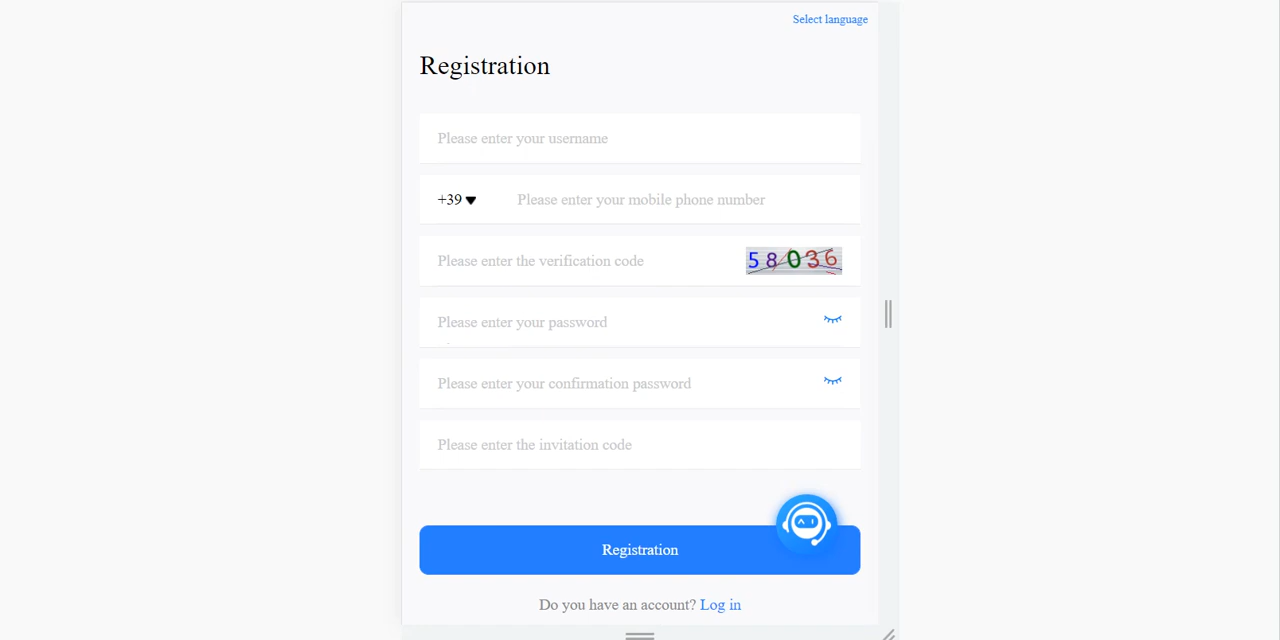 Select language
Registration
Please enter your username
+39 Please enter your mobile phone number
Please enter the verification code 58036
Please enter your password
Please enter your confirmation password
Please enter the invitation code
Registration
Do you have an account? Log in